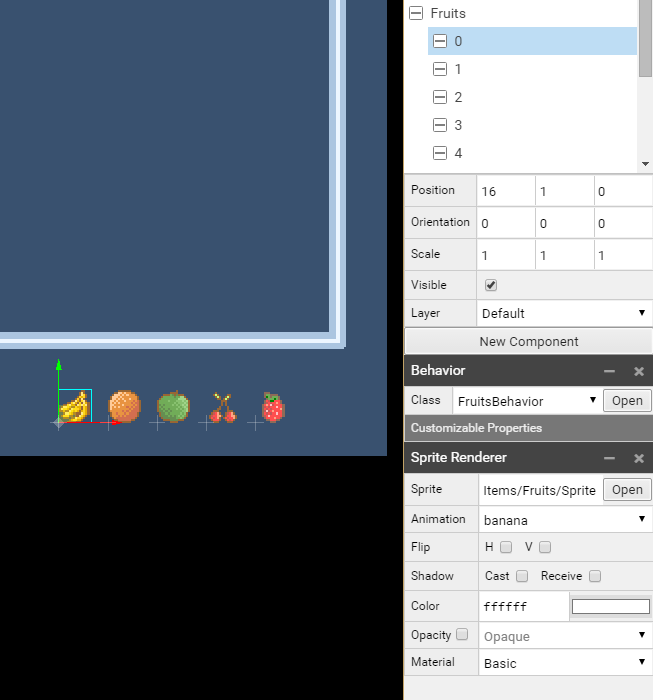 Fruits
0
1
2
3
4
Position 16 1 0
Orientation 0 0 0
Scale 1 1 1
Visible
Layer Default
New Component
Behavior
Class FruitsBehavior Open
Customizable Properties
Sprite Renderer
Sprite Items/Fruits/Sprite Open
Animation banana
Flip H V
Shadow Cast Receive
Color ffffff
Opacity Opaque
Material Basic